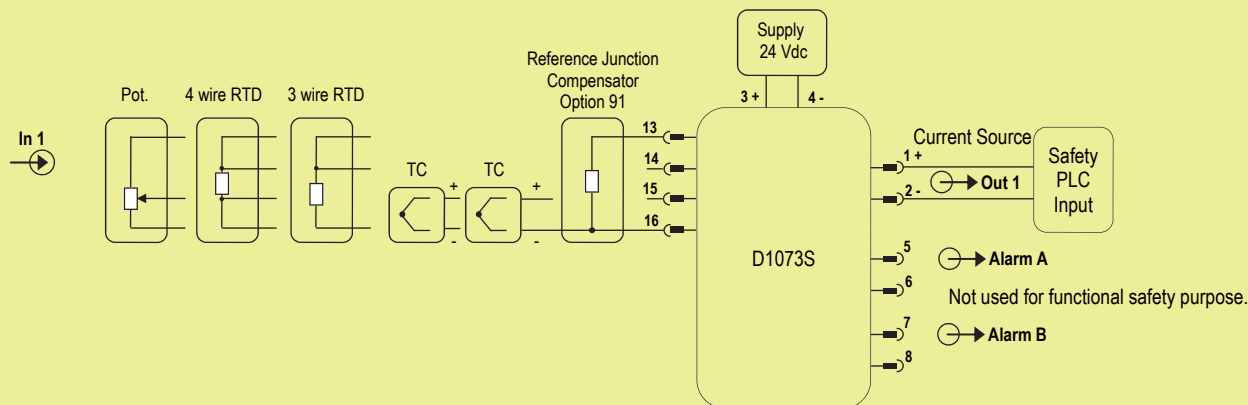 Supply
24 Vdc
3 +
4 -
Reference Junction
Compensator
Option 91
Pot.
4 wire RTD
3 wire RTD
In 1
TC
TC
+
-
+
-
13
14
15
16
D1073S
Current Source
1 +
2 -
Out 1
Safety
PLC
Input
5
Alarm A
6
Not used for functional safety purpose.
7
Alarm B
8